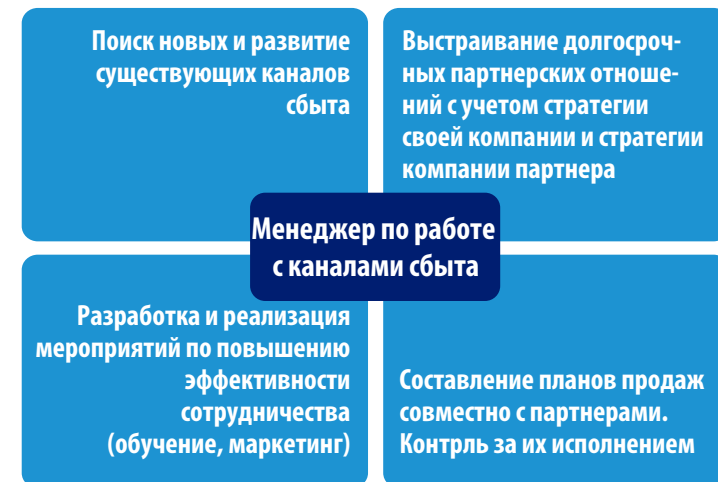 Поиск новых и развитие
существующих каналов
сбыта
Выстраивание долгосроч-
ных партнерских отноше-
ний с учетом стратегии
своей компании и стратегии
компании партнера
Менеджер по работе
с каналами сбыта
Разработка и реализация
мероприятий по повышению
эффективности
сотрудничества
(обучение, маркетинг)
Составление планов продаж
совместно с партнерами.
Контрль за их исполнением